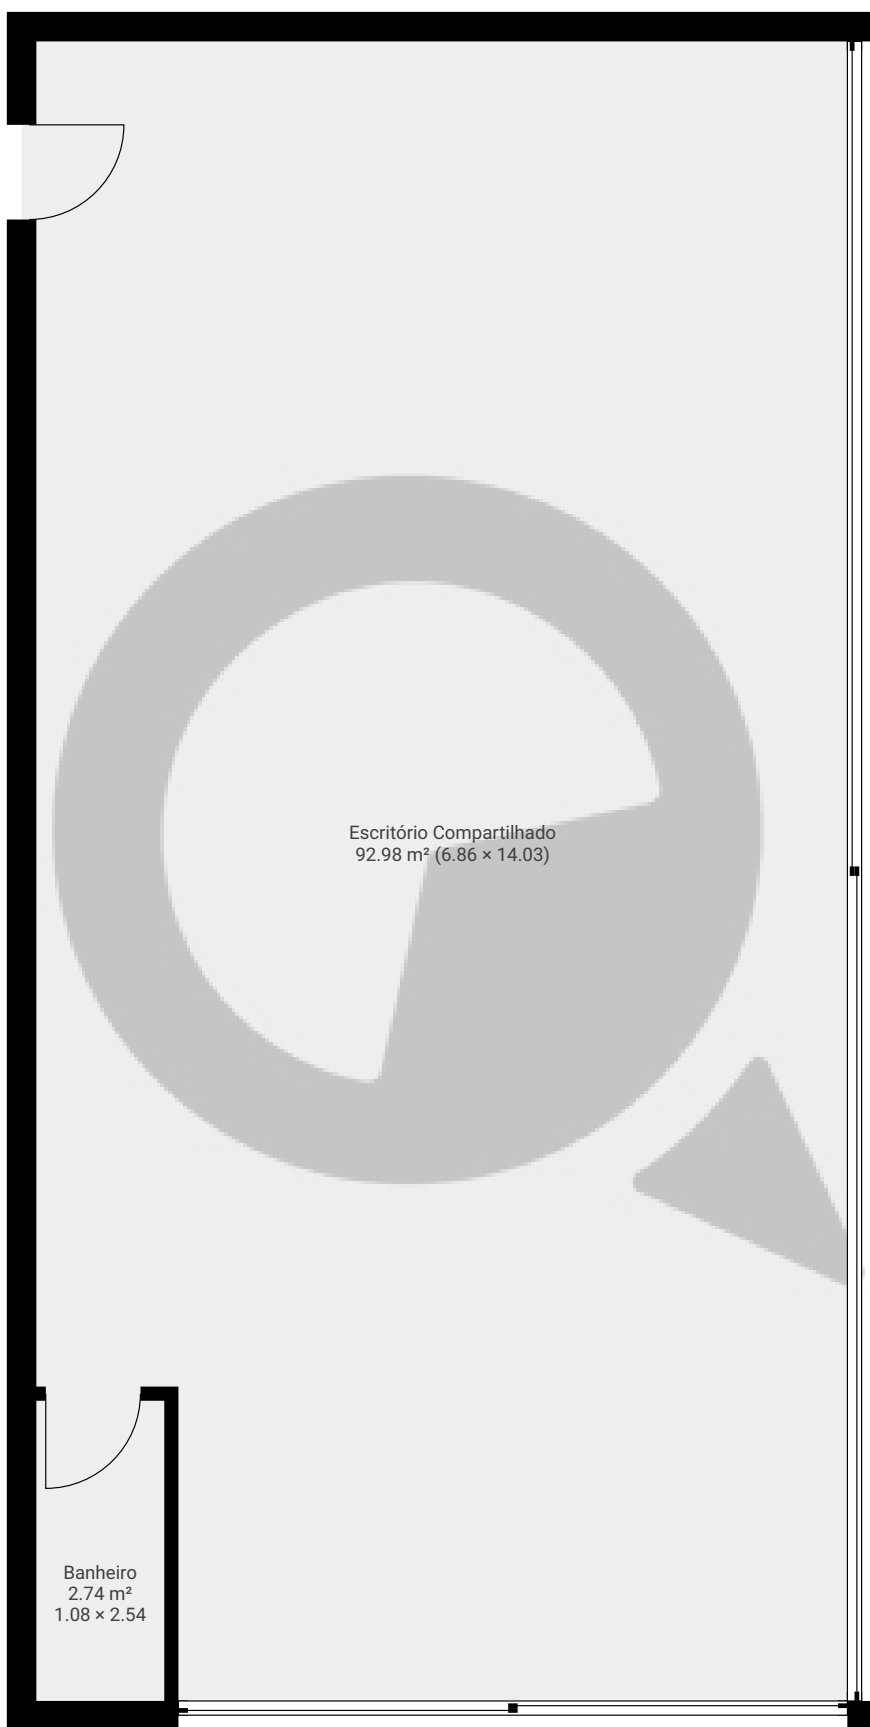 Escritório Compartilhado
92.98 m² (6.86 × 14.03)
Banheiro
2.74 m²
1.08 × 2.54